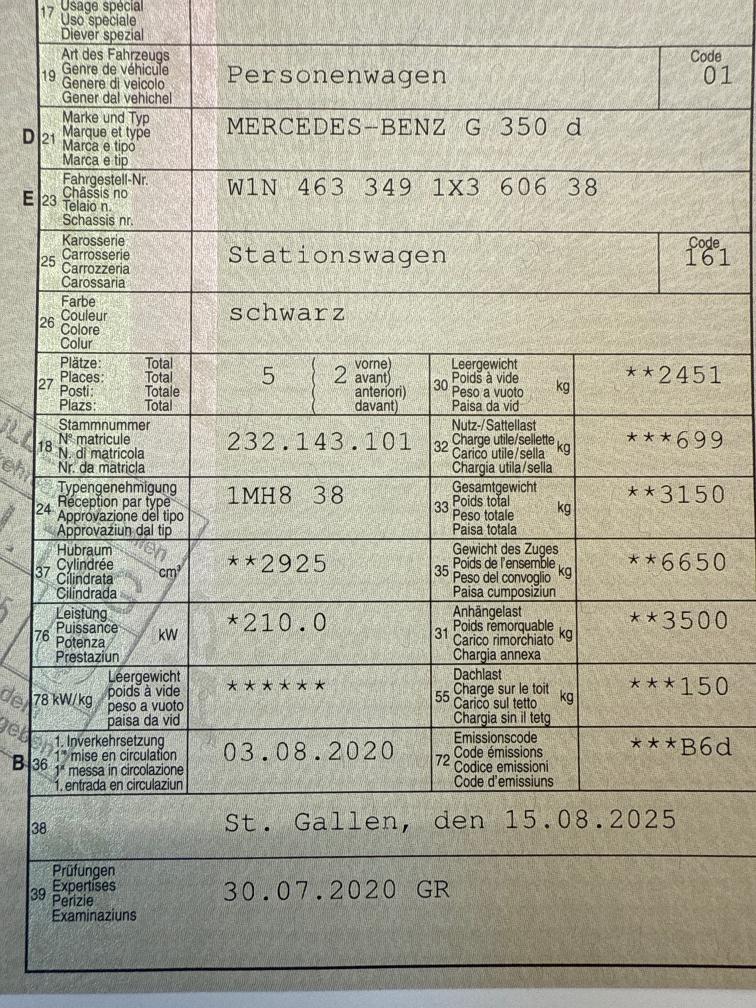 17 Usage spécial
Uso speciale
Diever spezial
Art des Fahrzeugs
19 Genre de véhicule
Genere di veicolo
Gener dal vehichel
Personenwagen
Code
01
Marke und Typ
D 21 Marque et type
Marca e tipo
Marca e tip
MERCEDES-BENZ G 350 d
Fahrgestell-Nr.
E 23 Châssis no
Telaio n.
Schassis nr.
W1N 463 349 1X3 606 38
Karosserie
25 Carrosserie
Carrozzeria
Carossaria
Stationswagen
Code
161
Farbe
26 Couleur
Colore
Colur
schwarz
Plätze: Total
27 Places: Total
Posti: Totale
Plazs: Total
5 ( 2 vorne)
avant)
anteriori)
davant)
Leergewicht
30 Poids à vide kg
Peso a vuoto
Paisa da vid
**2451
Stammnummer
18 N° matricule
N. di matricola
Nr. da matricla
232.143.101
Nutz-/Sattellast
32 Charge utile/sellette kg
Carico utile/sella
Chargia utila/sella
***699
Typengenehmigung
24 Réception par type
Approvazione del tipo
Approvaziun dal tip
1MH8 38
Gesamtgewicht
33 Poids total kg
Peso totale
Paisa totala
**3150
Hubraum
37 Cylindrée cm³
Cilindrata
Cilindrada
**2925
Gewicht des Zuges
35 Poids de l'ensemble kg
Peso del convoglio
Paisa cumposiziun
**6650
Leistung
76 Puissance kW
Potenza
Prestaziun
*210.0
Anhängelast
31 Poids remorquable kg
Carico rimorchiato
Chargia annexa
**3500
Leergewicht
78 kW/kg poids à vide
peso a vuoto
paisa da vid
******
Dachlast
55 Charge sur le toit kg
Carico sul tetto
Chargia sin il tetg
***150
1. Inverkehrsetzung
B 36 1re mise en circulation
1a messa in circolazione
1. entrada en circulaziun
03.08.2020
Emissionscode
72 Code émissions
Codice emissioni
Code d'emissiuns
***B6d
38 St. Gallen, den 15.08.2025
Prüfungen
39 Expertises
Perizie
Examinaziuns
30.07.2020 GR